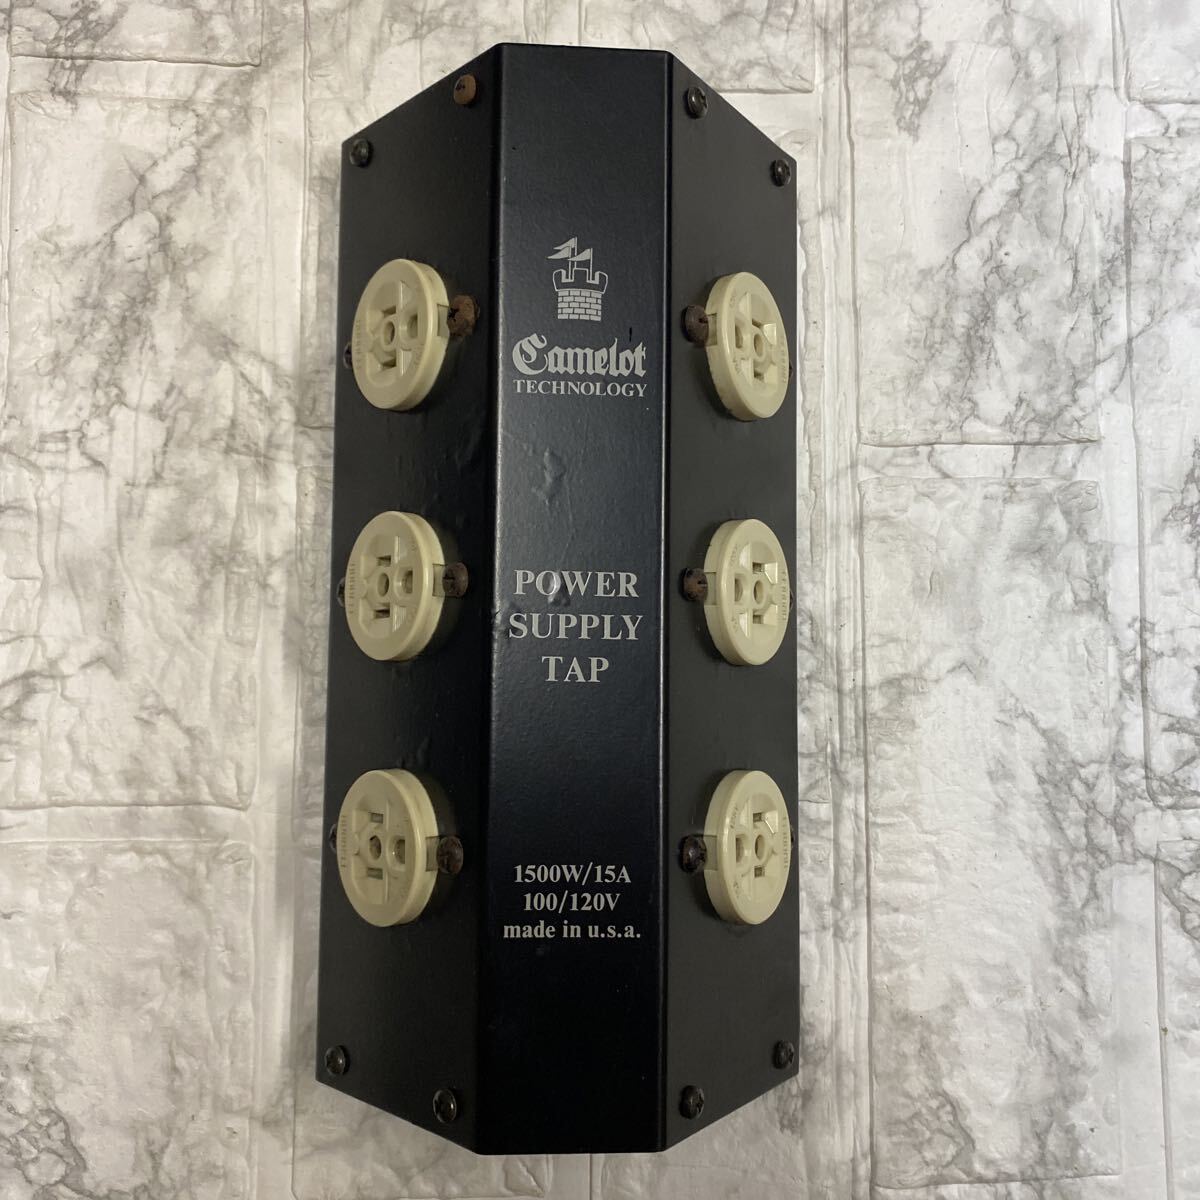 Camelot
TECHNOLOGY
POWER
SUPPLY
TAP
1500W/15A
100/120V
made in u.s.a.